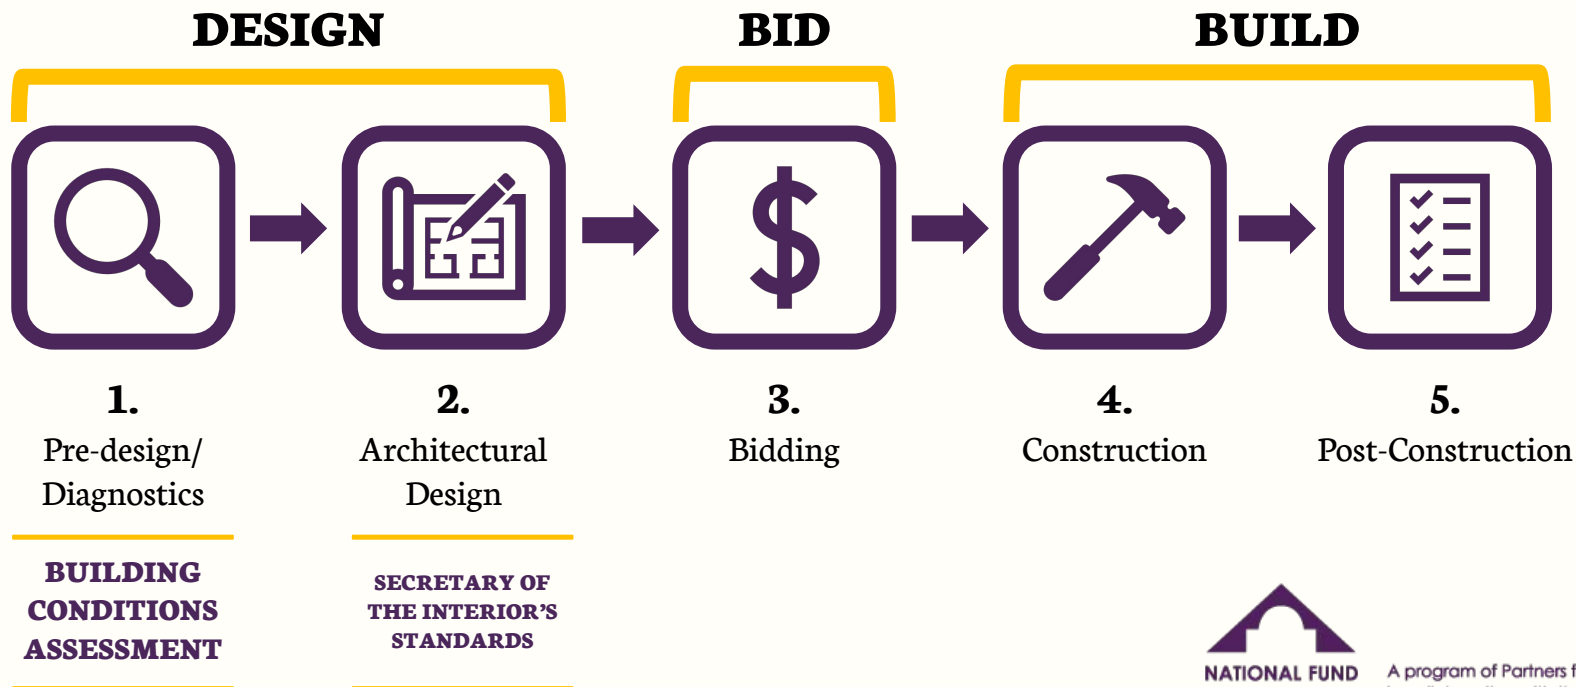 DESIGN
BID
BUILD
1.
Pre-design/
Diagnostics
BUILDING
CONDITIONS
ASSESSMENT
2.
Architectural
Design
SECRETARY OF
THE INTERIOR’S
STANDARDS
3.
Bidding
4.
Construction
5.
Post-Construction
NATIONAL FUND
A program of Partners f